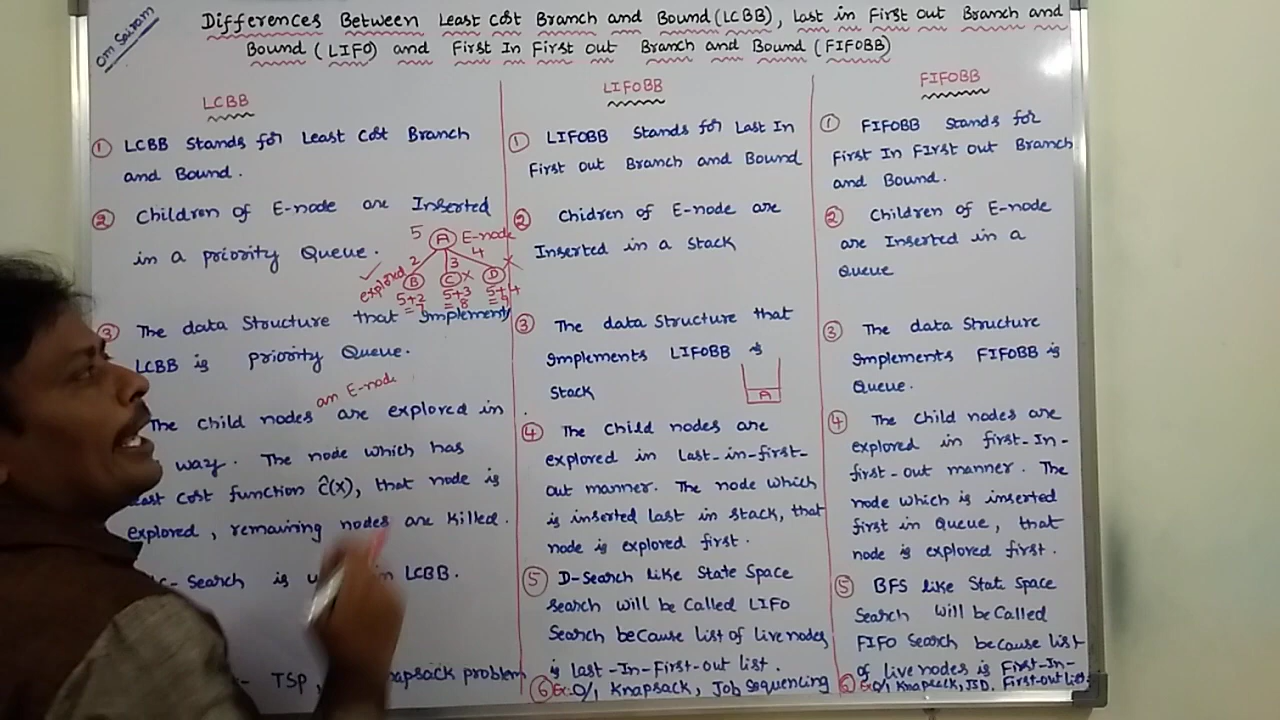 Om Sairam
Differences Between Least Cost Branch and Bound (LCBB), Last in First out Branch and
Bound (LIFO) and First In First out Branch and Bound (FIFOBB)
LCBB
① LCBB Stands for Least Cost Branch
and Bound.
② Children of E-node are Inserted
in a priority Queue.
5 A E-node
2 3 4
explored B C x D x
5+2 5+3 5+4
=7 =8 =9
③ The data Structure that Implements
LCBB is priority Queue.
an E-node
The child nodes are explored in
way. The node which has
cost function ĉ(x), that node is
explored, remaining nodes are killed.
Search is in LCBB.
TSP, problem
LIFOBB
① LIFOBB Stands for Last In
First out Branch and Bound
② Chidren of E-node are
Inserted in a Stack
③ The data Structure that
Implements LIFOBB is
Stack
A
④ The Child nodes are
explored in Last-in-first-
out manner. The node which
is inserted last in stack, that
node is explored first.
⑤ D-Search like State Space
Search will be Called LIFO
Search because list of live nodes
is Last-In-First-out list.
⑥ Ex:- 0/1 Knapsack, Job Sequencing
FIFOBB
① FIFOBB Stands for
First In First out Branch
and Bound.
② Children of E-node
are Inserted in a
Queue
③ The data Structure
Implements FIFOBB is
Queue.
④ The child nodes are
explored in first-In-
first-out manner. The
node which is inserted
first in Queue, that
node is explored first.
⑤ BFS like State Space
Search will be Called
FIFO Search because list
of live nodes is First-In-
First-out list.
⑥ Ex: 0/1 Knapsack, JSD.